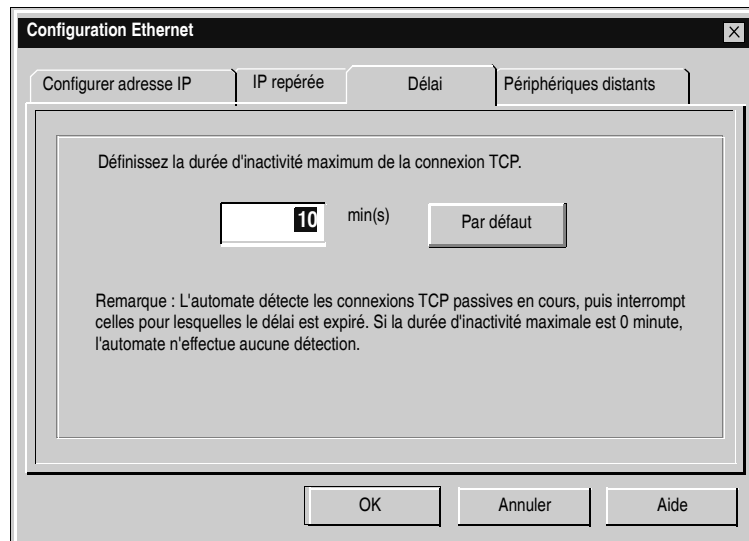 Configuration Ethernet
Configurer adresse IP
IP repérée
Délai
Périphériques distants
Définissez la durée d'inactivité maximum de la connexion TCP.
10 min(s)
Par défaut
Remarque : L'automate détecte les connexions TCP passives en cours, puis interrompt
celles pour lesquelles le délai est expiré. Si la durée d'inactivité maximale est 0 minute,
l'automate n'effectue aucune détection.
OK
Annuler
Aide